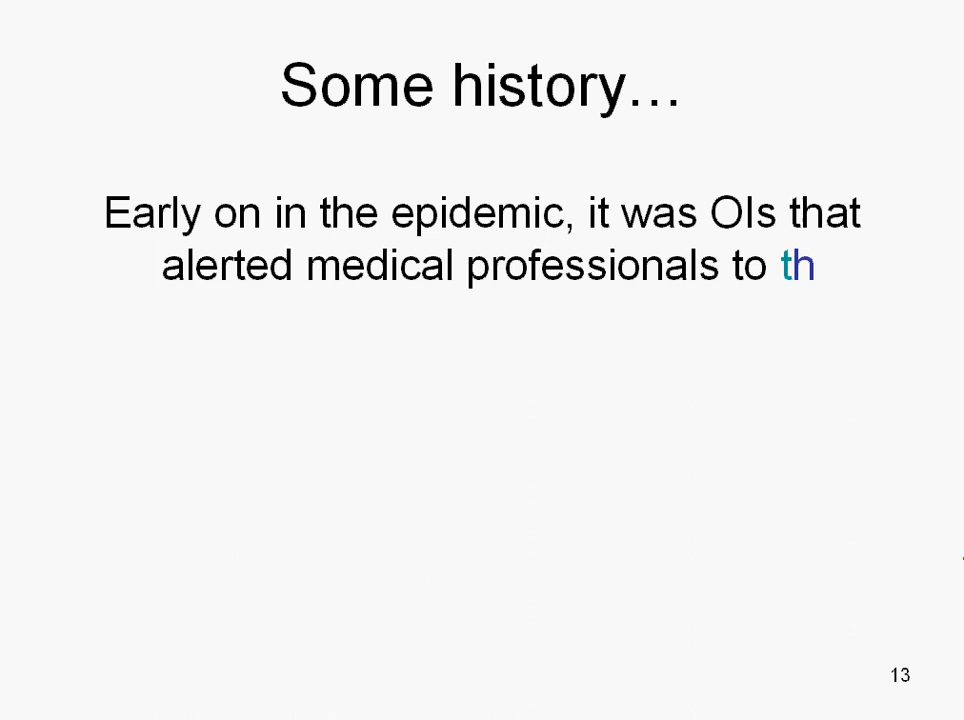 Some history…
Early on in the epidemic, it was OIs that
alerted medical professionals to th
13